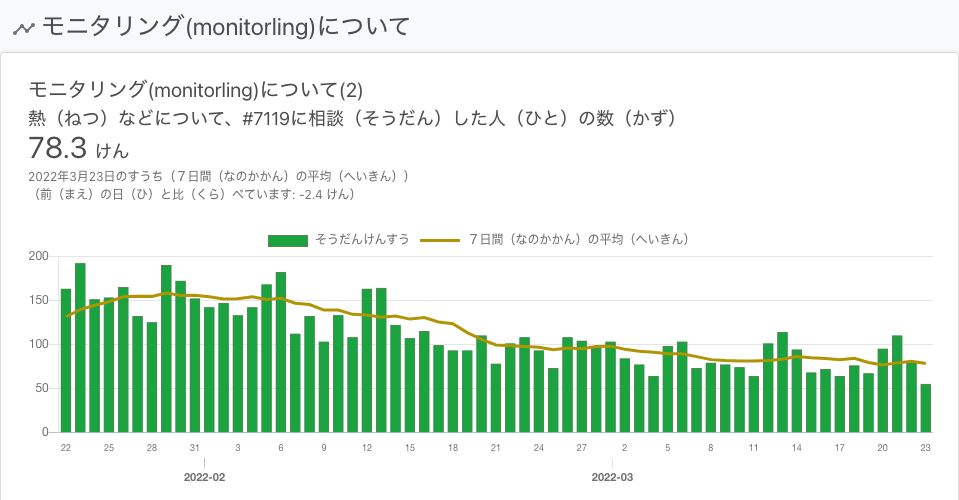 モニタリング(monitorling)について
モニタリング(monitorling)について(2)
熱（ねつ）などについて、#7119に相談（そうだん）した人（ひと）の数（かず）
78.3 けん
2022年3月23日のすうち（７日間（なのかかん）の平均（へいきん））
（前（まえ）の日（ひ）と比（くら）べています: -2.4 けん）
そうだんけんすう ７日間（なのかかん）の平均（へいきん）
200
150
100
50
0
22 25 28 31 3 6 9 12 15 18 21 24 27 2 5 8 11 14 17 20 23
2022-02 2022-03